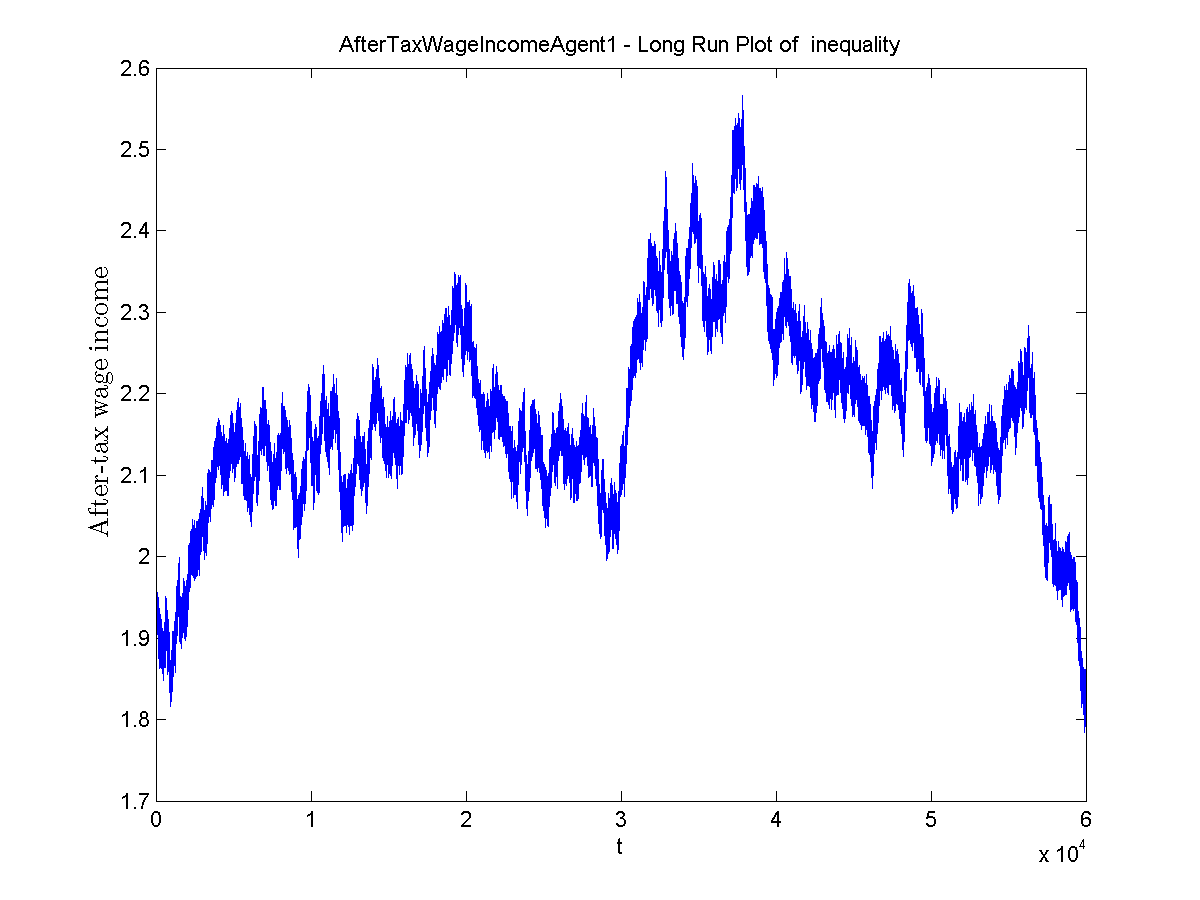 AfterTaxWageIncomeAgent1 - Long Run Plot of  inequality
After-tax wage income
2.6
2.5
2.4
2.3
2.2
2.1
2
1.9
1.8
1.7
0 1 2 3 4 5 6
t
x 10^4